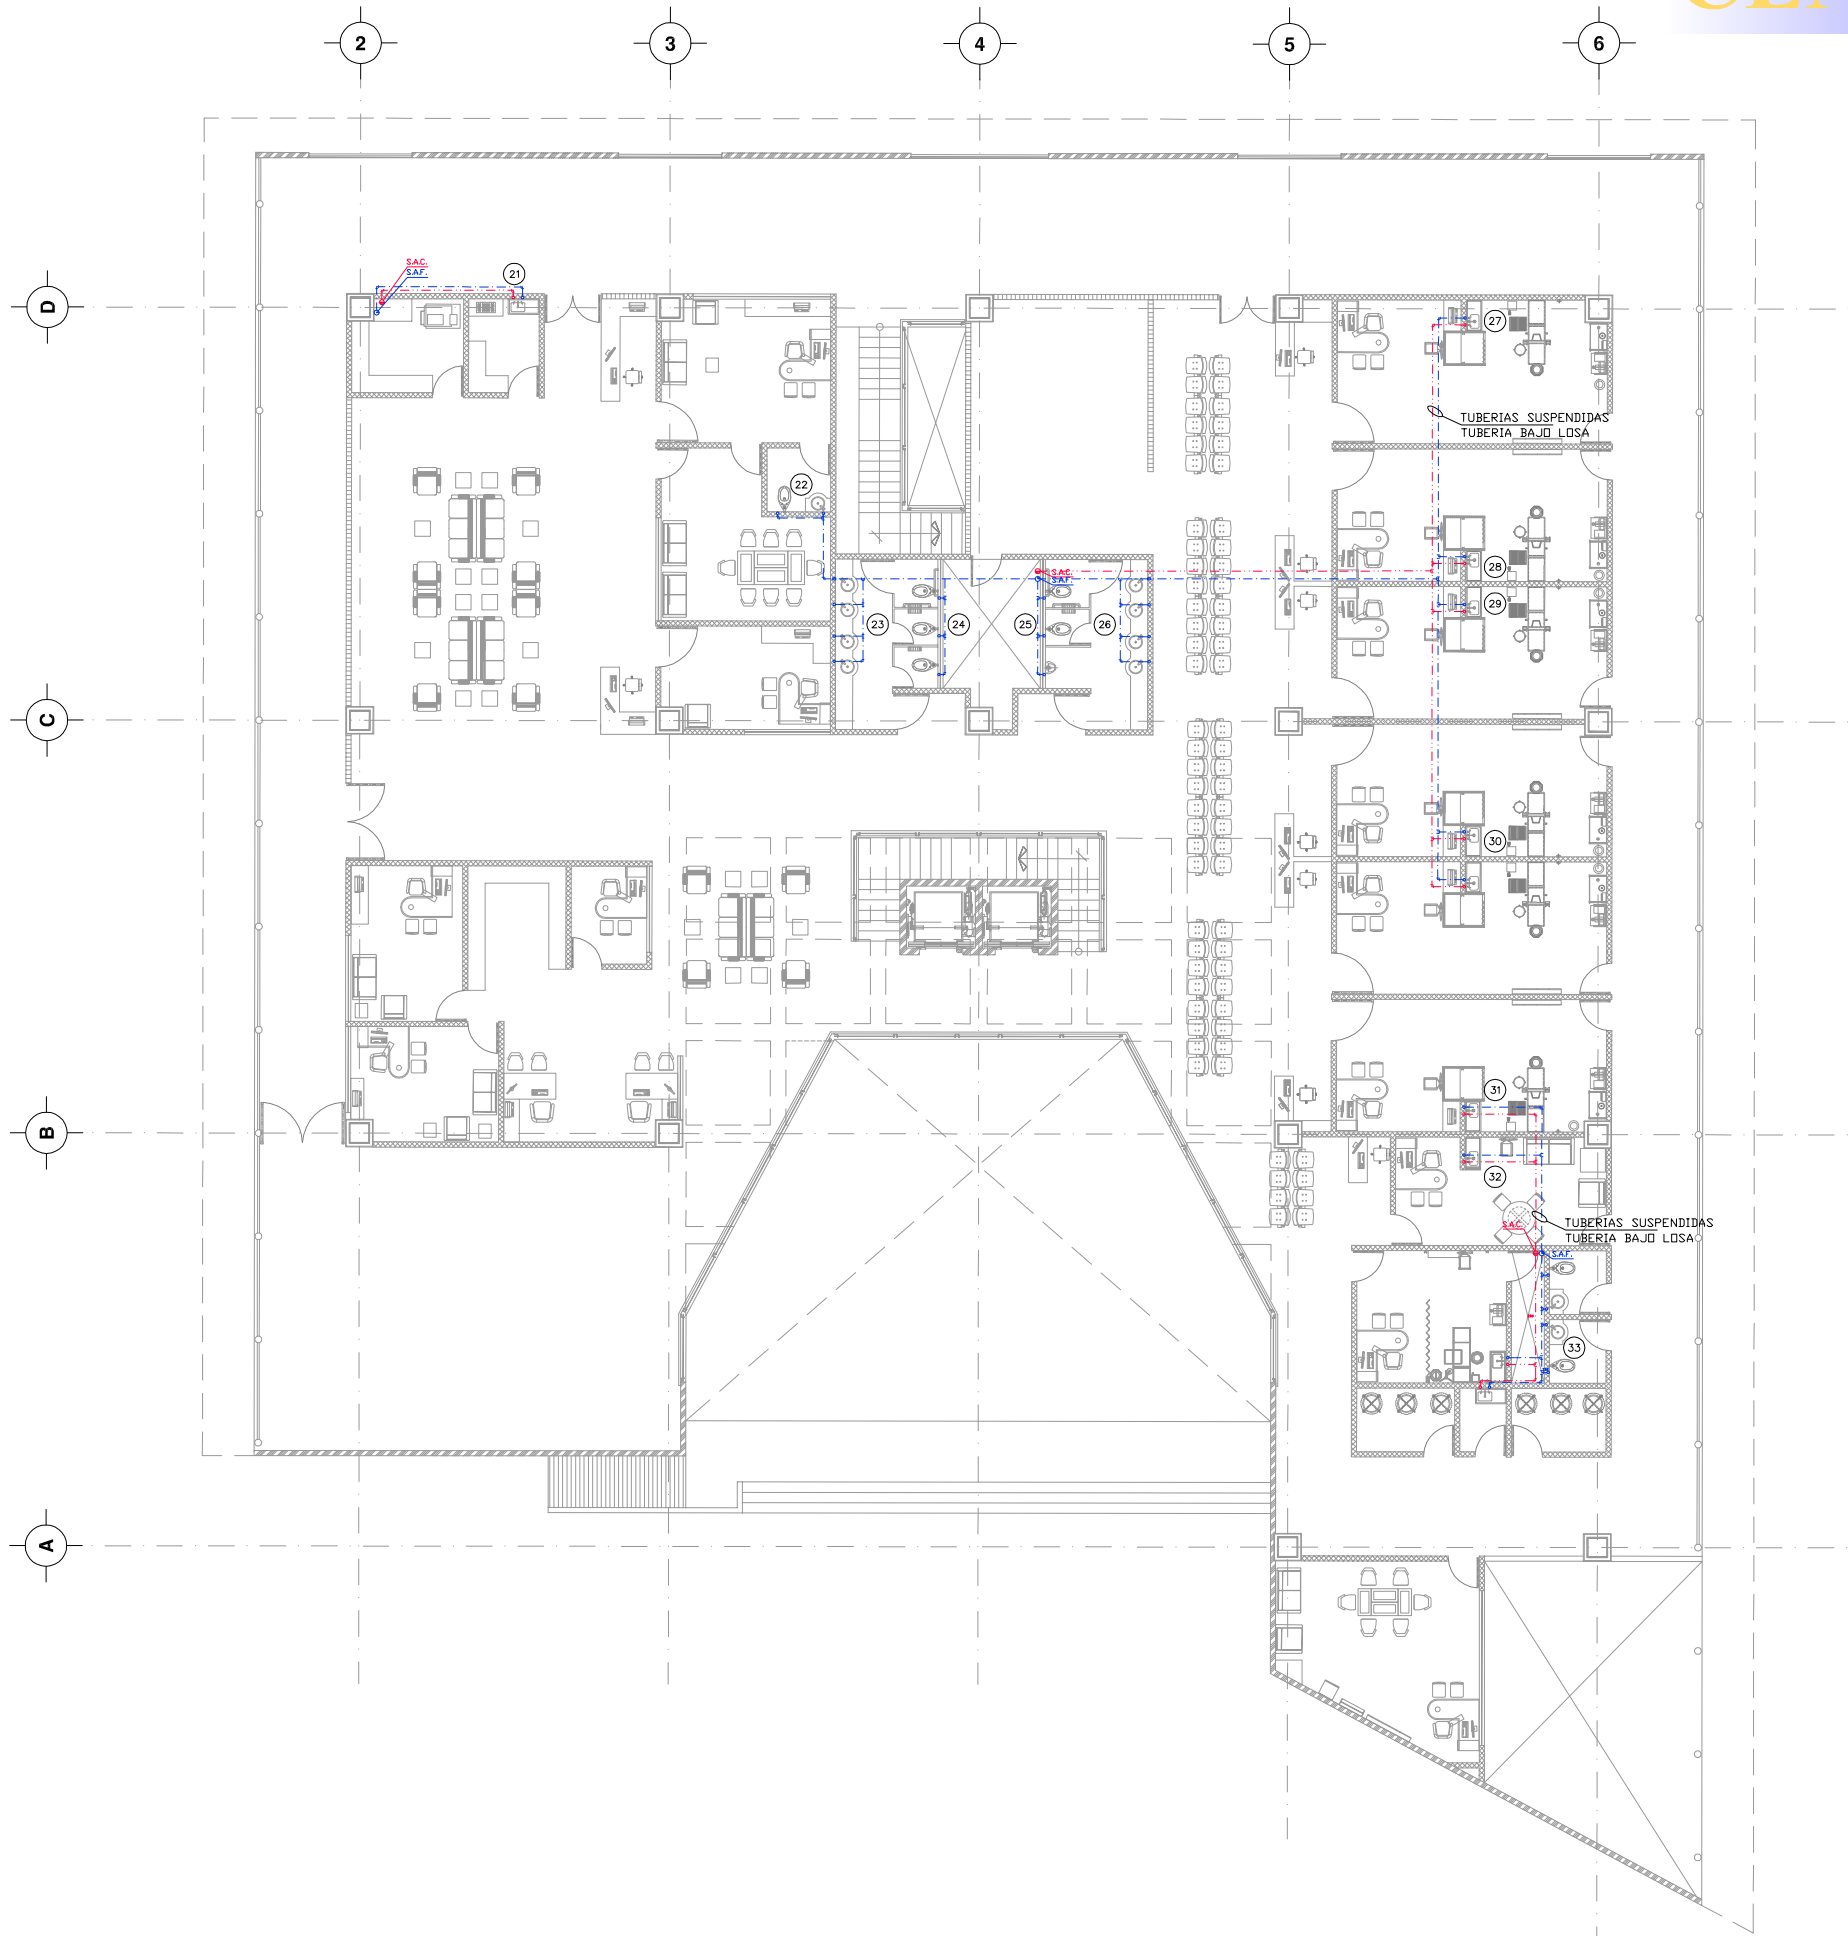 2
3
4
5
6
D
S.A.C.
S.A.F.
21
27
TUBERIAS SUSPENDIDAS
TUBERIA BAJO LOSA
22
28
S.A.C.
S.A.F.
29
23
24
25
26
C
30
31
B
32
TUBERIAS SUSPENDIDAS
TUBERIA BAJO LOSA
S.A.C.
S.A.F.
33
A